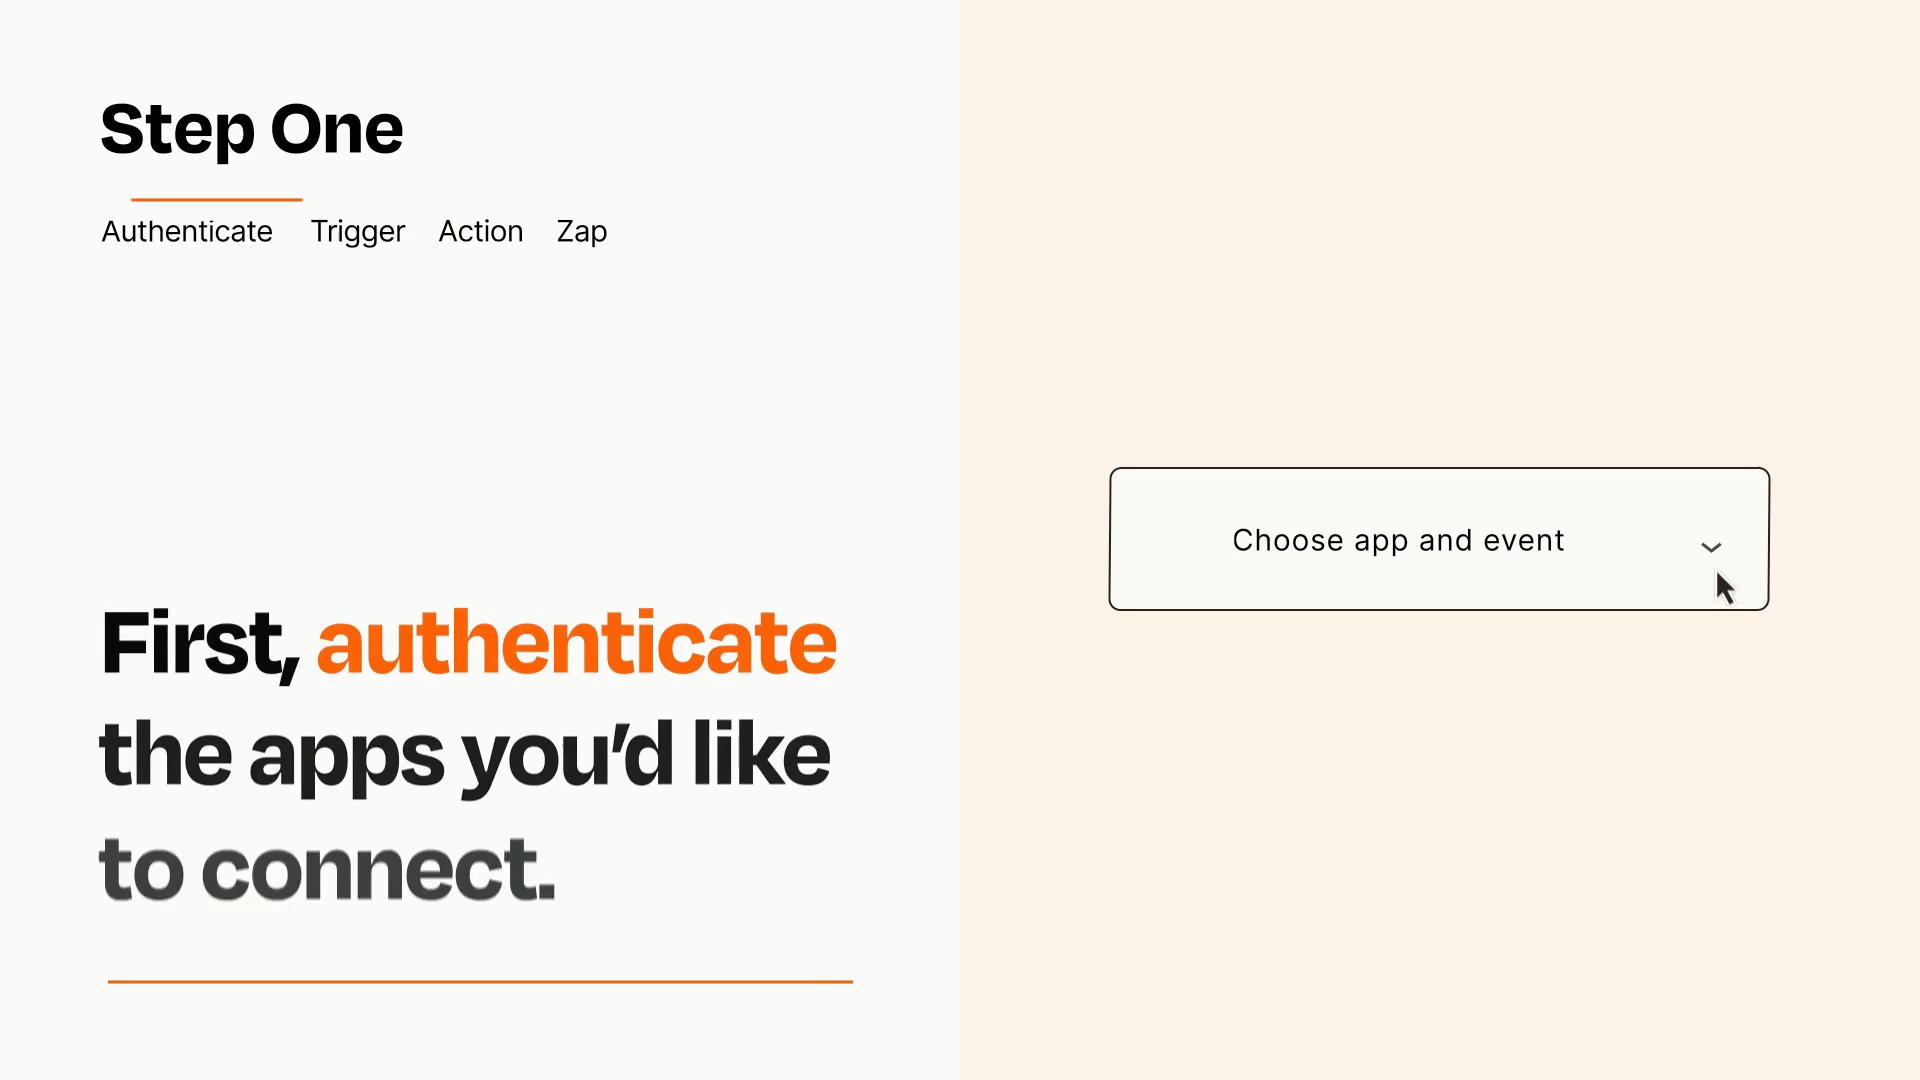 Step One
Authenticate Trigger Action Zap
First, authenticate
the apps you’d like
to connect.
Choose app and event